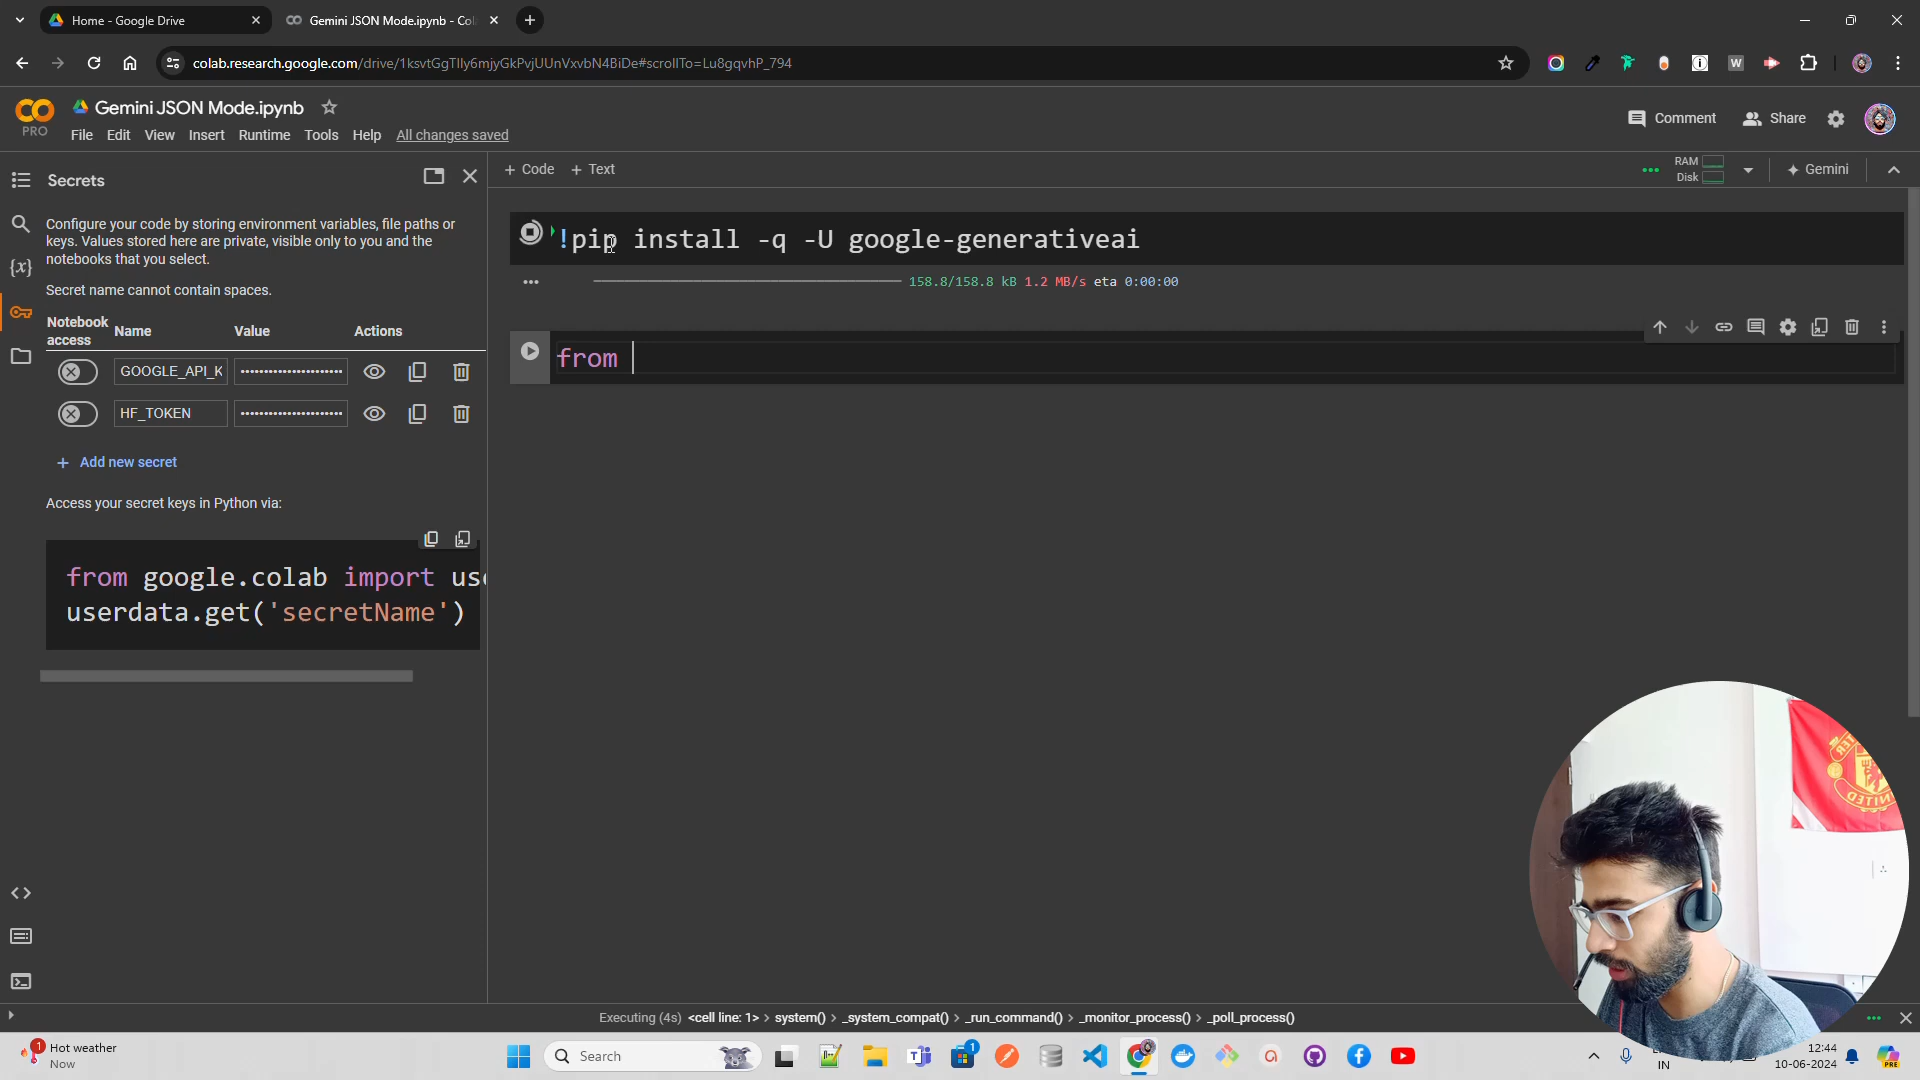 Home - Google Drive
Gemini JSON Mode.ipynb - Col
colab.research.google.com/drive/1ksvtGgTlly6mjyGkPvjUUnVxvbN4BiDe#scrollTo=Lu8gqvhP_794
Gemini JSON Mode.ipynb
PRO
File Edit View Insert Runtime Tools Help All changes saved
Comment Share
Secrets
+ Code + Text
RAM
Disk
Gemini
Configure your code by storing environment variables, file paths or
keys. Values stored here are private, visible only to you and the
notebooks that you select.
Secret name cannot contain spaces.
Notebook
access
Name Value Actions
GOOGLE_API_K
HF_TOKEN
+ Add new secret
Access your secret keys in Python via:
from google.colab import use
userdata.get('secretName')
!pip install -q -U google-generativeai
158.8/158.8 kB 1.2 MB/s eta 0:00:00
from
UNITED
Executing (4s) <cell line: 1> > system() > _system_compat() > _run_command() > _monitor_process() > _poll_process()
1
Hot weather
Now
Search
1
IN
12:44
10-06-2024
PRE